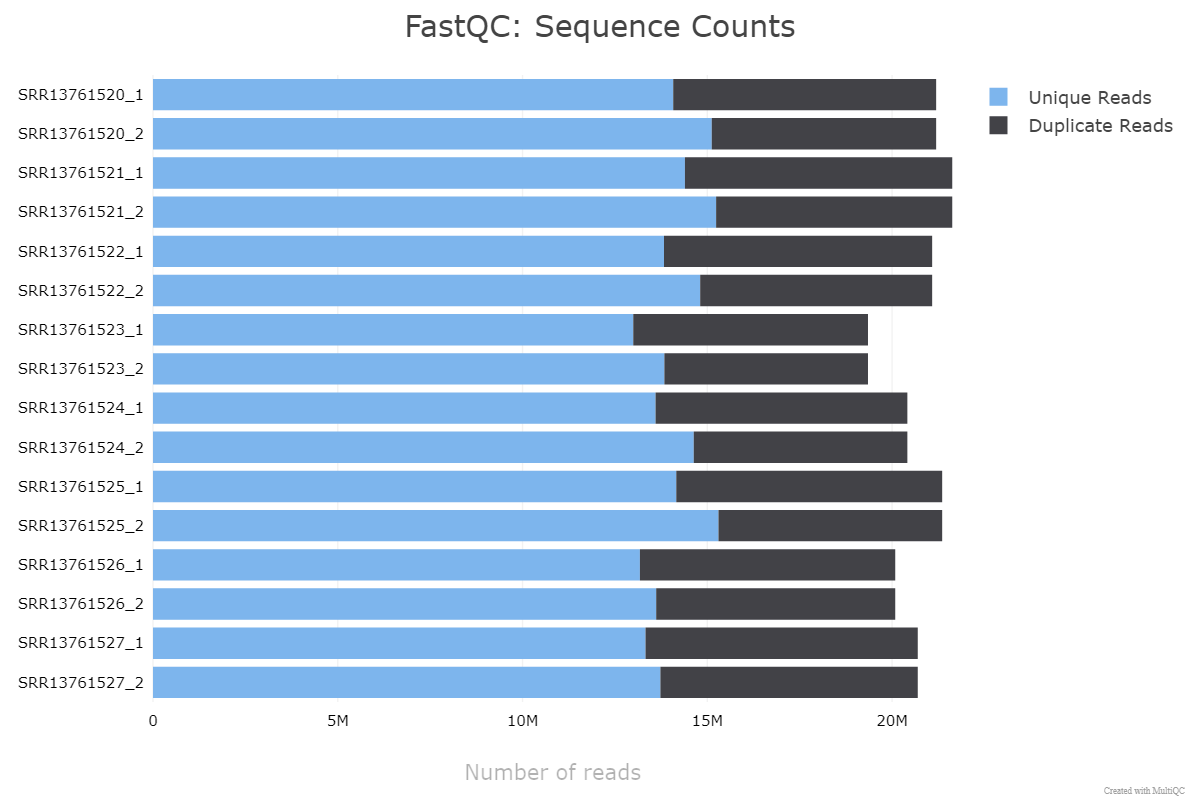 FastQC: Sequence Counts
SRR13761520_1
SRR13761520_2
SRR13761521_1
SRR13761521_2
SRR13761522_1
SRR13761522_2
SRR13761523_1
SRR13761523_2
SRR13761524_1
SRR13761524_2
SRR13761525_1
SRR13761525_2
SRR13761526_1
SRR13761526_2
SRR13761527_1
SRR13761527_2
Unique Reads
Duplicate Reads
0 5M 10M 15M 20M
Number of reads
Created with MultiQC